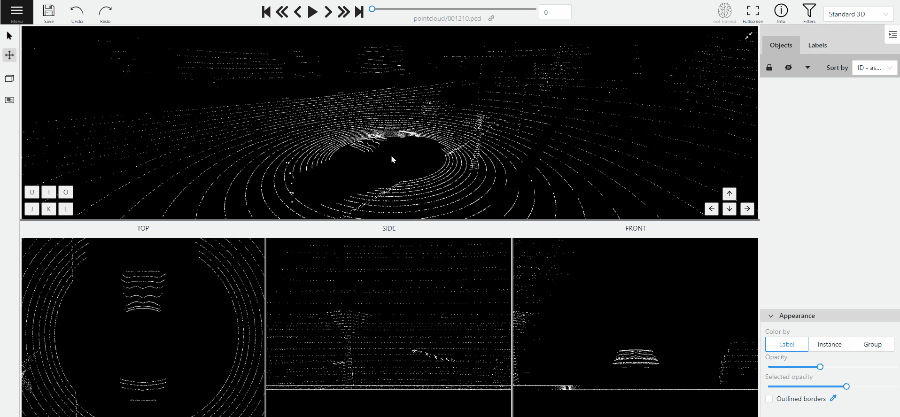 Menu
Save
Undo
Redo
pointcloud/001210.pcd
0
Fullscreen
Info
Filters
Standard 3D
Objects
Labels
Sort by
ID - as...
U
I
O
J
K
L
TOP
SIDE
FRONT
Appearance
Color by
Label
Instance
Group
Opacity
Selected opacity
Outlined borders